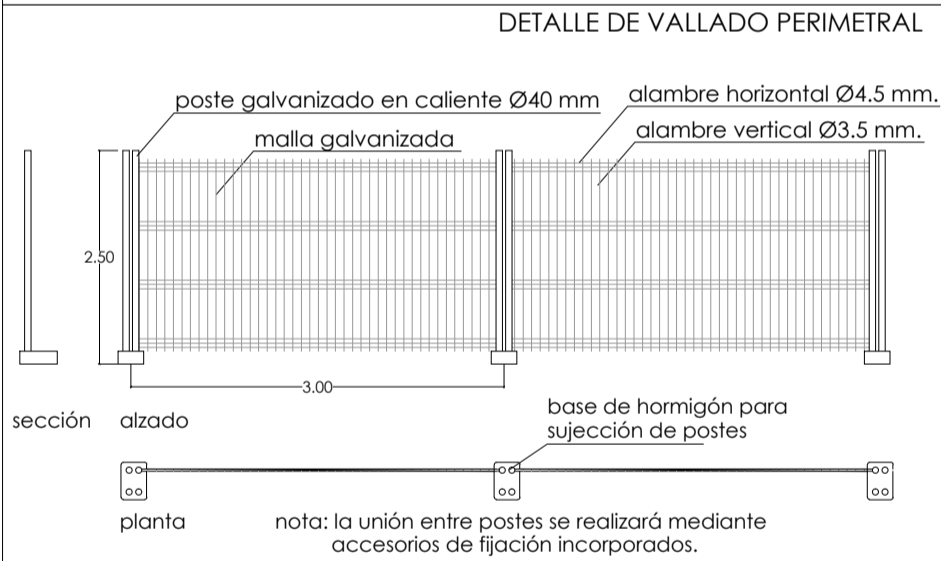 DETALLE DE VALLADO PERIMETRAL
poste galvanizado en caliente Ø40 mm
alambre horizontal Ø4.5 mm.
malla galvanizada
alambre vertical Ø3.5 mm.
2.50
3.00
sección
alzado
base de hormigón para
sujección de postes
planta
nota: la unión entre postes se realizará mediante
accesorios de fijación incorporados.